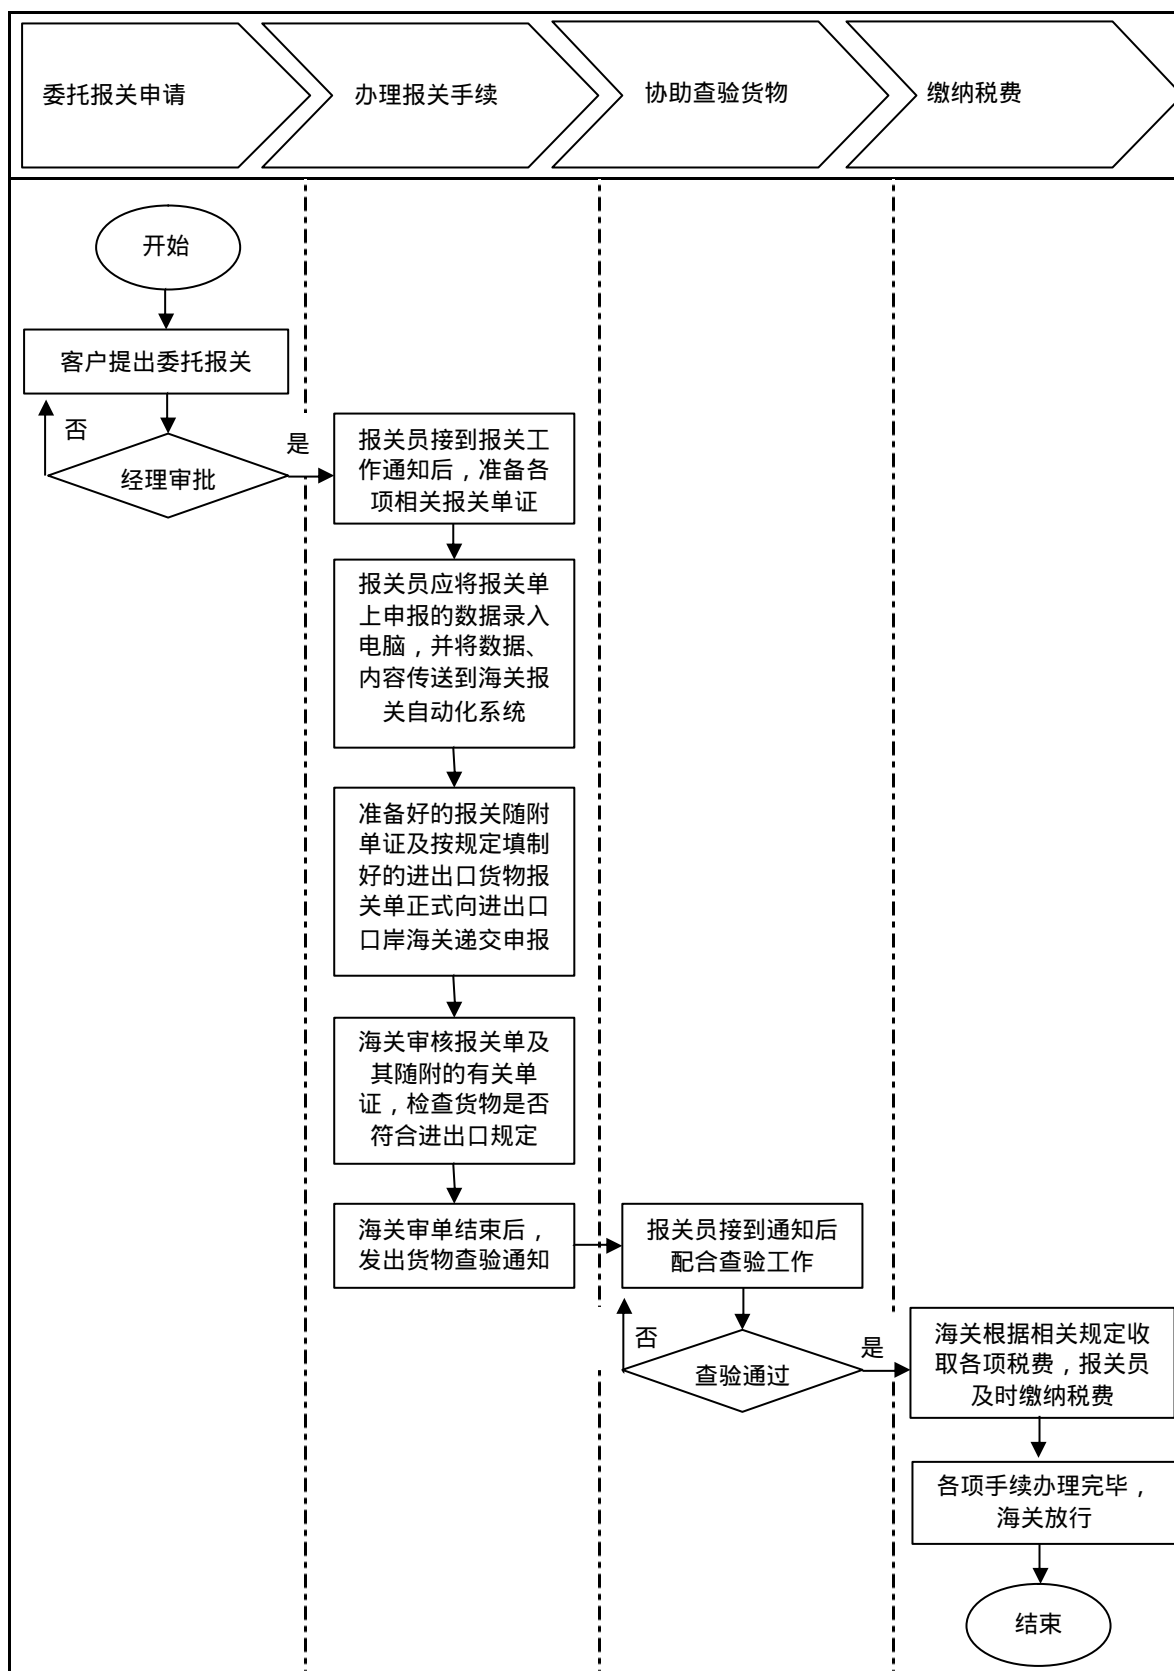 委托报关申请
办理报关手续
协助查验货物
缴纳税费
开始
客户提出委托报关
否
经理审批
是
报关员接到报关工
作通知后，准备各
项相关报关单证
报关员应将报关单
上申报的数据录入
电脑，并将数据、
内容传送到海关报
关自动化系统
准备好的报关随附
单证及按规定填制
好的进出口货物报
关单正式向进出口
口岸海关递交申报
海关审核报关单及
其随附的有关单
证，检查货物是否
符合进出口规定
海关审单结束后，
发出货物查验通知
报关员接到通知后
配合查验工作
否
查验通过
是
海关根据相关规定收
取各项税费，报关员
及时缴纳税费
各项手续办理完毕，
海关放行
结束